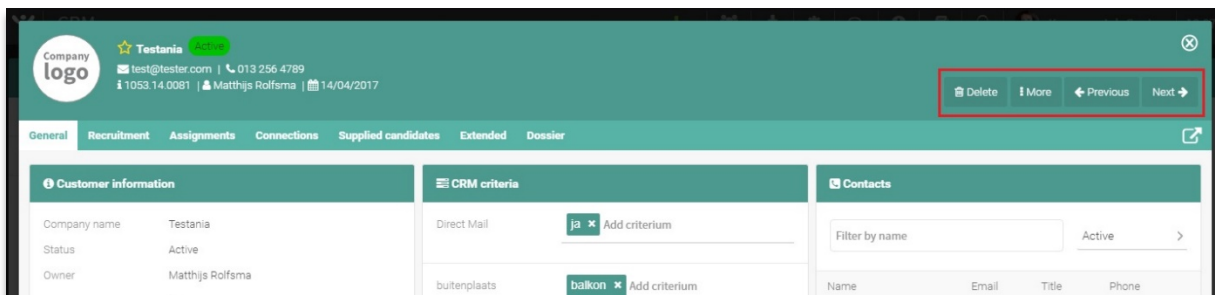 Company
logo
Testania Active
test@tester.com | 013 256 4789
1053.14.0081 | Matthijs Rolfsma | 14/04/2017
Delete More Previous Next
General Recruitment Assignments Connections Supplied candidates Extended Dossier
Customer information
Company name Testania
Status Active
Owner Matthijs Rolfsma
CRM criteria
Direct Mail ja × Add criterium
buitenplaats balkon × Add criterium
Contacts
Filter by name Active
Name Email Title Phone